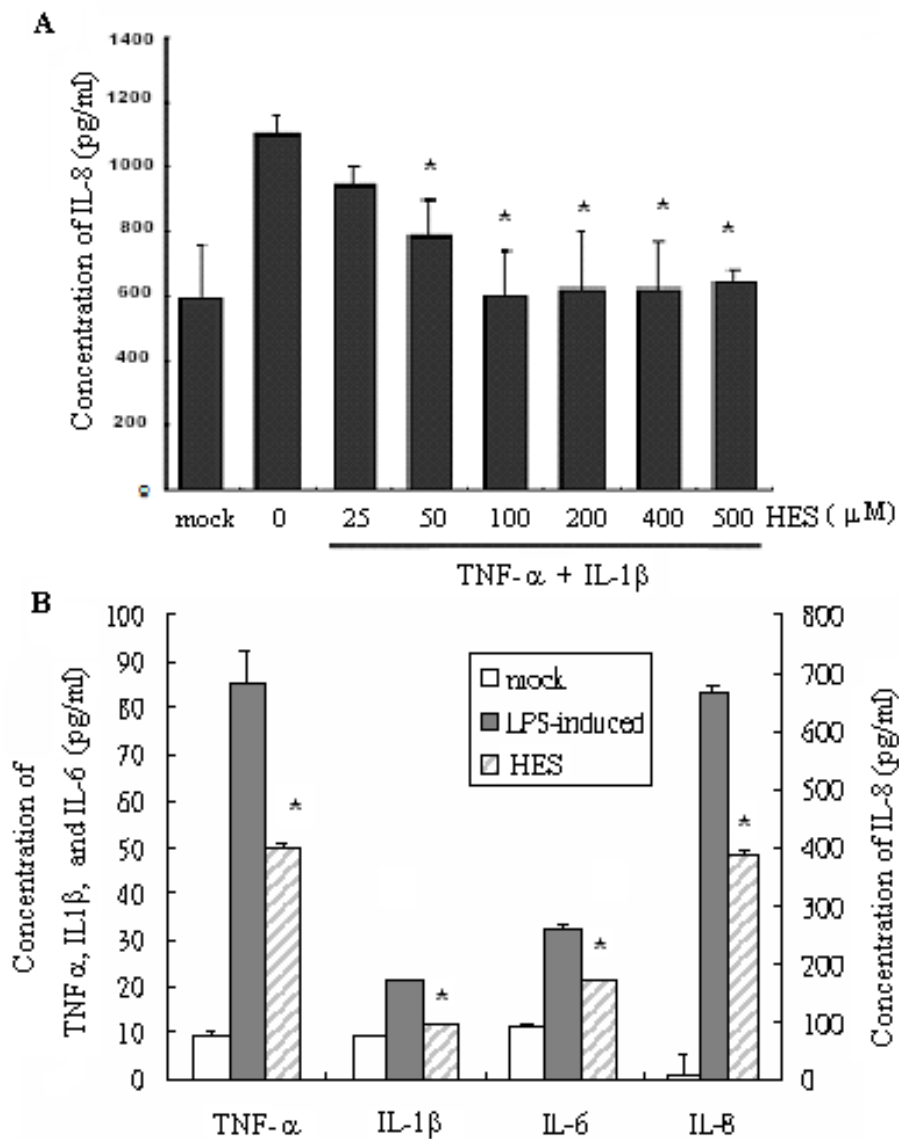 A
Concentration of IL-8 (pg/ml)
1400
1200
1000
800
600
400
200
0
* * * * *
mock 0 25 50 100 200 400 500 HES ( μM)
TNF- α + IL-1β
B
Concentration of
TNFα, IL1β, and IL-6 (pg/ml)
100
90
80
70
60
50
40
30
20
10
0
mock
LPS-induced
HES
* * * *
800
700
600
500
400
300
200
100
0
Concentration of IL-8 (pg/ml)
TNF- α IL-1β IL-6 IL-8